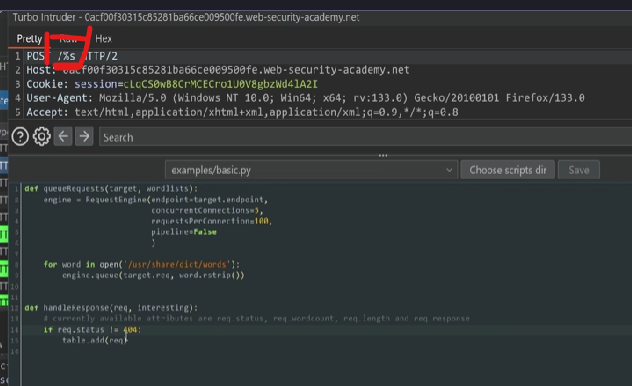 Turbo Intruder - 0acf00f30315c85281ba66ce009500fe.web-security-academy.net
Pretty Raw Hex
1 POST /%s HTTP/2
2 Host: 0acf00f30315c85281ba66ce009500fe.web-security-academy.net
3 Cookie: session=
4 User-Agent: Mozilla/5.0 (Windows NT 10.0; Win64; x64; rv:133.0) Gecko/20100101 Firefox/133.0
5 Accept: text/html,application/xhtml+xml,application/xml;q=0.9,*/*;q=0.8
Search
examples/basic.py
Choose scripts dir
Save
def queueRequests(target, wordlists):
engine = RequestEngine(endpoint=target.endpoint,
concurrentConnections=5,
requestsPerConnection=100,
pipeline=False
)
for word in open('/usr/share/dict/words'):
engine.queue(target.req, word.rstrip())
def handleResponse(req, interesting):
# currently available attributes are req.status, req.wordcount, req.length and req.response
if req.status != 404:
table.add(req)